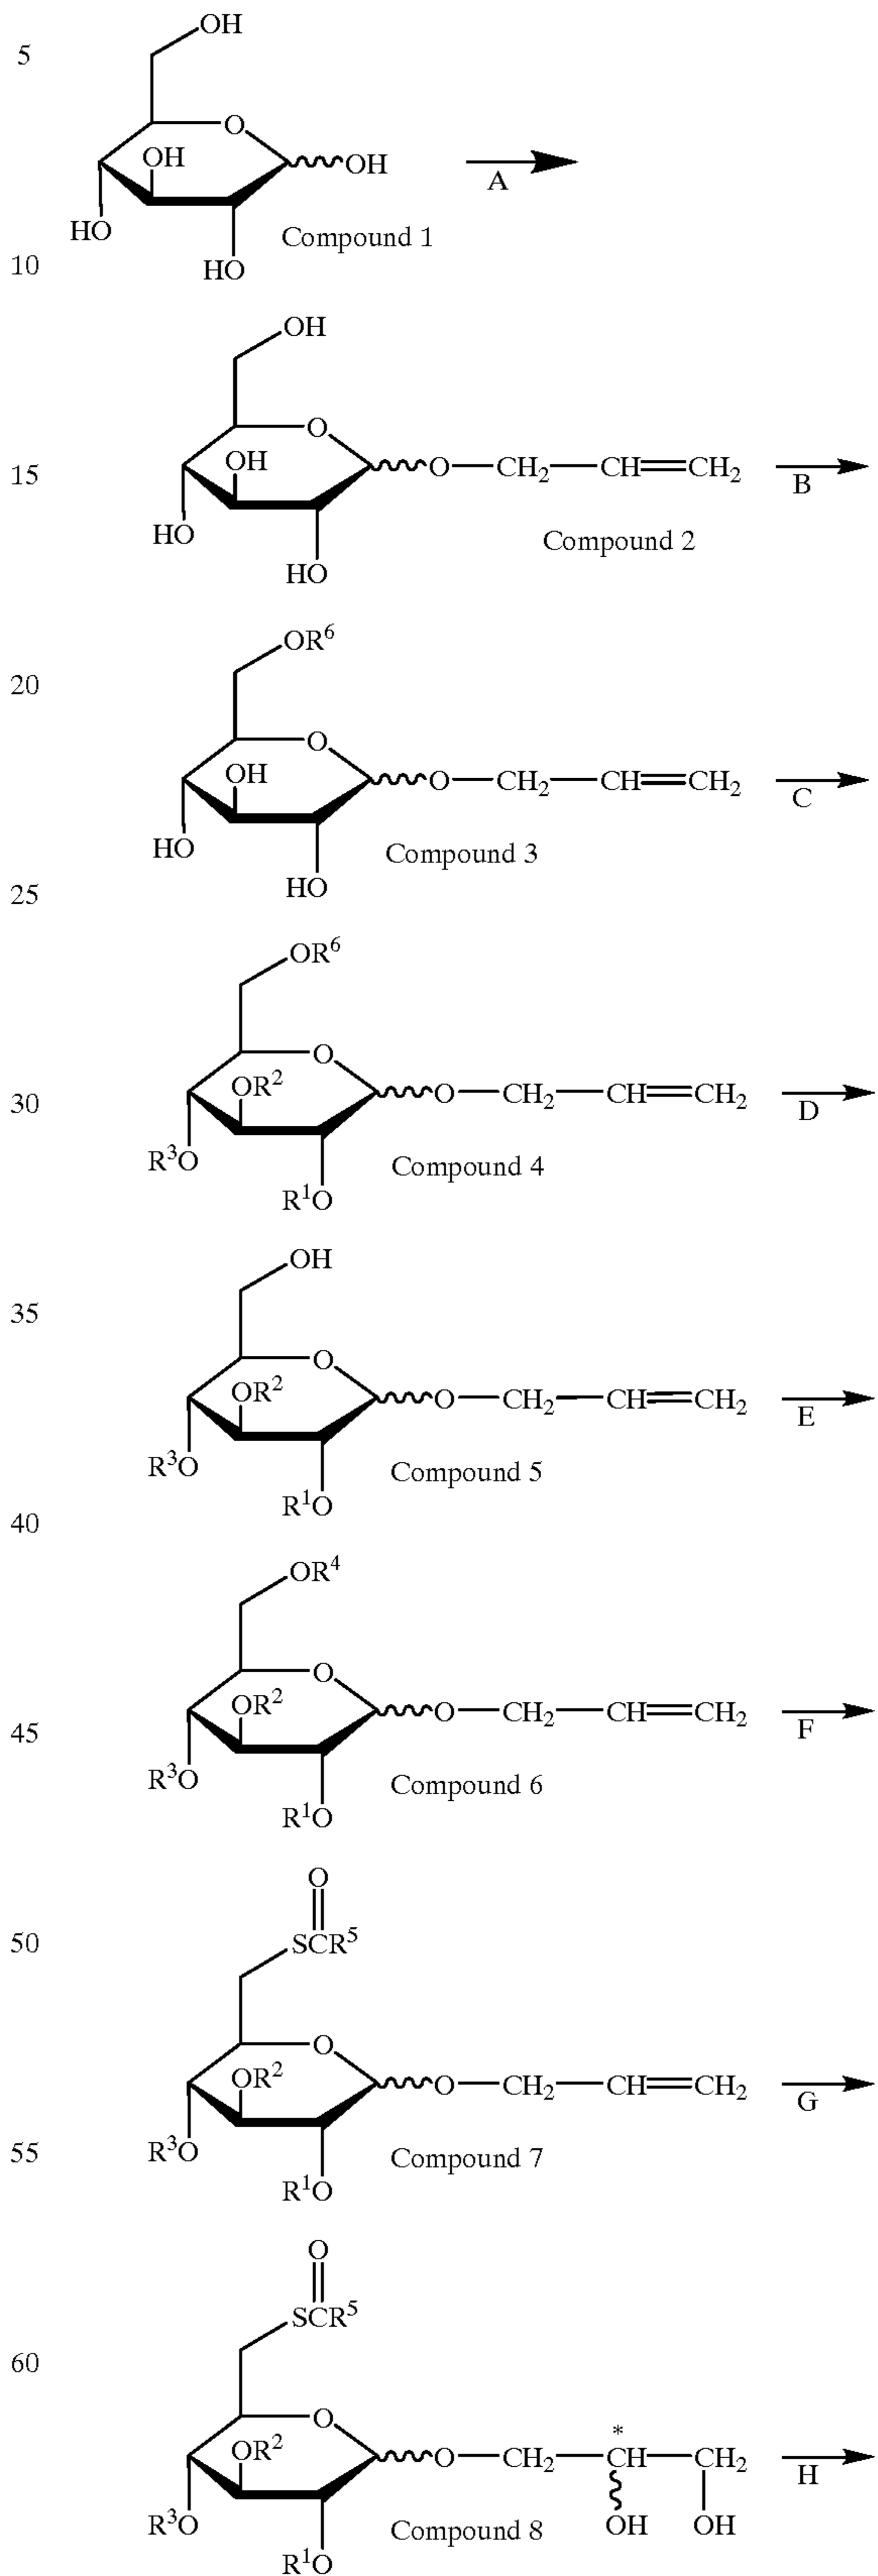 5
OH
O
OH
OH
A
HO
Compound 1
HO
10
OH
O
OH
O—CH₂—CH=CH₂
15
B
HO
Compound 2
HO
OR⁶
20
O
OH
O—CH₂—CH=CH₂
C
HO
Compound 3
HO
25
OR⁶
O
OR²
O—CH₂—CH=CH₂
30
D
R³O
Compound 4
R¹O
OH
35
O
OR²
O—CH₂—CH=CH₂
E
R³O
Compound 5
R¹O
40
OR⁴
O
OR²
O—CH₂—CH=CH₂
45
F
R³O
Compound 6
R¹O
O
50
SCR⁵
O
OR²
O—CH₂—CH=CH₂
G
55
R³O
Compound 7
R¹O
O
SCR⁵
60
O
*
OR²
O—CH₂—CH—CH₂
H
R³O
Compound 8
OH
OH
R¹O